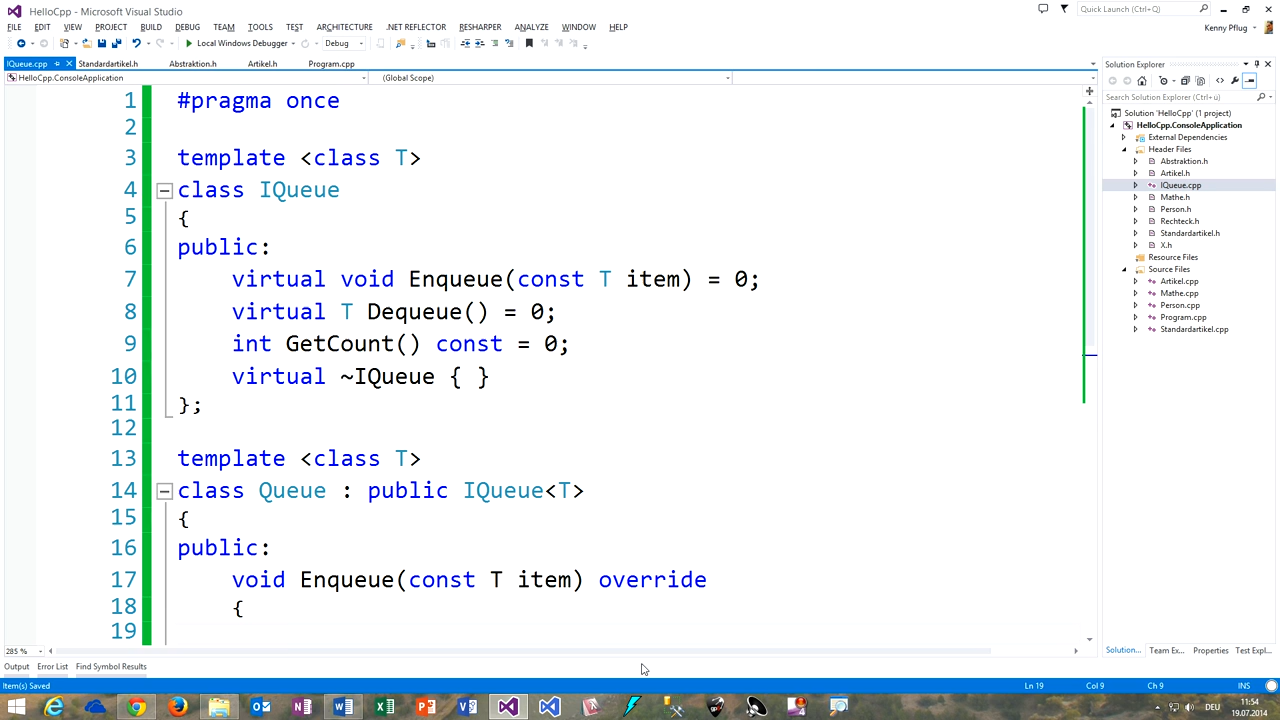 HelloCpp - Microsoft Visual Studio
Quick Launch (Ctrl+Q)
FILE EDIT VIEW PROJECT BUILD DEBUG TEAM TOOLS TEST ARCHITECTURE .NET REFLECTOR RESHARPER ANALYZE WINDOW HELP
Kenny Pflug
Local Windows Debugger Debug
IQueue.cpp Standardartikel.h Abstraktion.h Artikel.h Program.cpp
HelloCpp.ConsoleApplication (Global Scope)
1 #pragma once
2
3 template <class T>
4 class IQueue
5 {
6 public:
7 virtual void Enqueue(const T item) = 0;
8 virtual T Dequeue() = 0;
9 int GetCount() const = 0;
10 virtual ~IQueue { }
11 };
12
13 template <class T>
14 class Queue : public IQueue<T>
15 {
16 public:
17 void Enqueue(const T item) override
18 {
19
285 %
Solution Explorer
Search Solution Explorer (Ctrl+ü)
Solution 'HelloCpp' (1 project)
HelloCpp.ConsoleApplication
External Dependencies
Header Files
Abstraktion.h
Artikel.h
IQueue.cpp
Mathe.h
Person.h
Rechteck.h
Standardartikel.h
X.h
Resource Files
Source Files
Artikel.cpp
Mathe.cpp
Person.cpp
Program.cpp
Standardartikel.cpp
Solution... Team Ex... Properties Test Expl...
Output Error List Find Symbol Results
Item(s) Saved Ln 19 Col 9 Ch 9 INS
DEU
11:54
19.07.2014